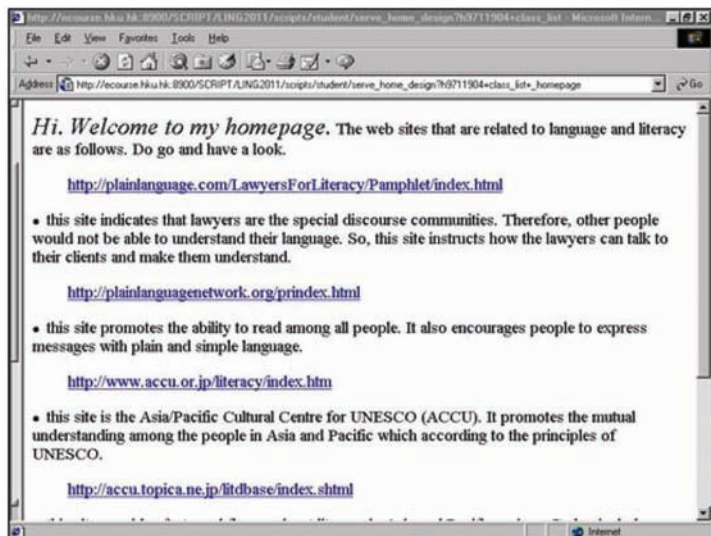 http://ecourse.hku.hk:8900/SCRIPT/LING2011/scripts/student/serve_home_design?h9711904+class_list - Microsoft Intern...
File Edit View Favorites Tools Help
Address http://ecourse.hku.hk:8900/SCRIPT/LING2011/scripts/student/serve_home_design?h9711904+class_list+_homepage Go
Hi. Welcome to my homepage. The web sites that are related to language and literacy
are as follows. Do go and have a look.
http://plainlanguage.com/LawyersForLiteracy/Pamphlet/index.html
• this site indicates that lawyers are the special discourse communities. Therefore, other people
would not be able to understand their language. So, this site instructs how the lawyers can talk to
their clients and make them understand.
http://plainlanguagenetwork.org/prindex.html
• this site promotes the ability to read among all people. It also encourages people to express
messages with plain and simple language.
http://www.accu.or.jp/literacy/index.htm
• this site is the Asia/Pacific Cultural Centre for UNESCO (ACCU). It promotes the mutual
understanding among the people in Asia and Pacific which according to the principles of
UNESCO.
http://accu.topica.ne.jp/litdbase/index.shtml
Internet